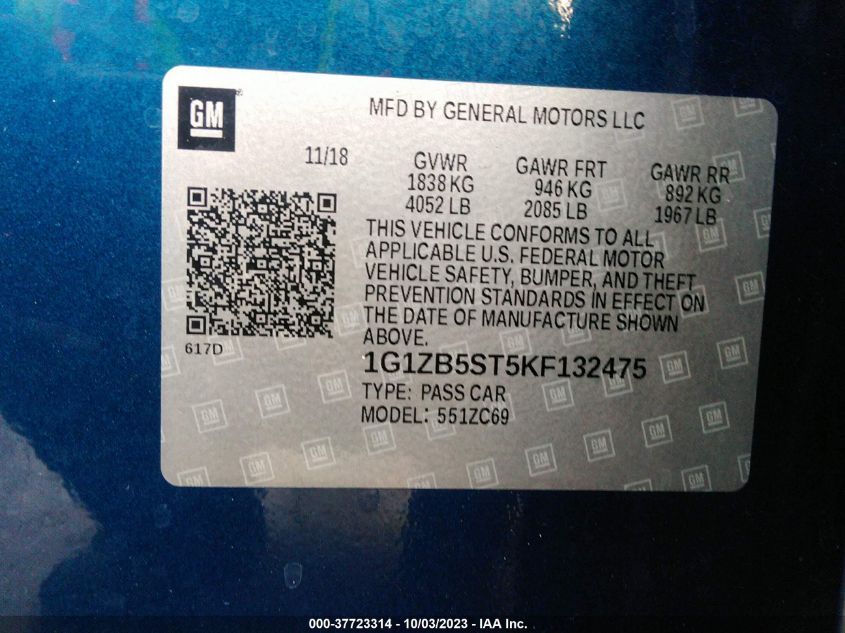 GM
MFD BY GENERAL MOTORS LLC
11/18
GVWR
1838 KG
4052 LB
GAWR FRT
946 KG
2085 LB
GAWR RR
892 KG
1967 LB
THIS VEHICLE CONFORMS TO ALL
APPLICABLE U.S. FEDERAL MOTOR
VEHICLE SAFETY, BUMPER, AND THEFT
PREVENTION STANDARDS IN EFFECT ON
THE DATE OF MANUFACTURE SHOWN
ABOVE.
617D
1G1ZB5ST5KF132475
TYPE: PASS CAR
MODEL: 551ZC69
000-37723314 - 10/03/2023 - IAA Inc.